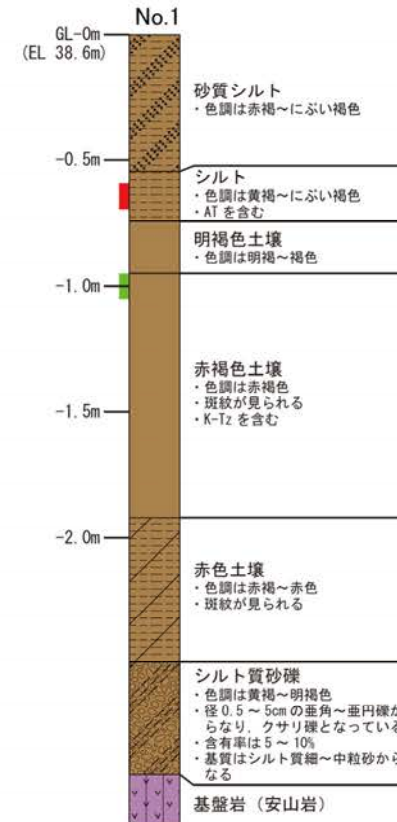 No.1
GL-0m
(EL 38.6m)
砂質シルト
・色調は赤褐～にぶい褐色
-0.5m
シルト
・色調は黄褐～にぶい褐色
・AT を含む
明褐色土壌
・色調は明褐～褐色
-1.0m
赤褐色土壌
・色調は赤褐色
・斑紋が見られる
・K-Tz を含む
-1.5m
-2.0m
赤色土壌
・色調は赤褐～赤色
・斑紋が見られる
シルト質砂礫
・色調は黄褐～明褐色
・径 0.5 ～ 5cm の亜角～亜円礫か
らなり，クサリ礫となっている
・含有率は 5 ～ 10%
・基質はシルト質細～中粒砂から
なる
基盤岩（安山岩）